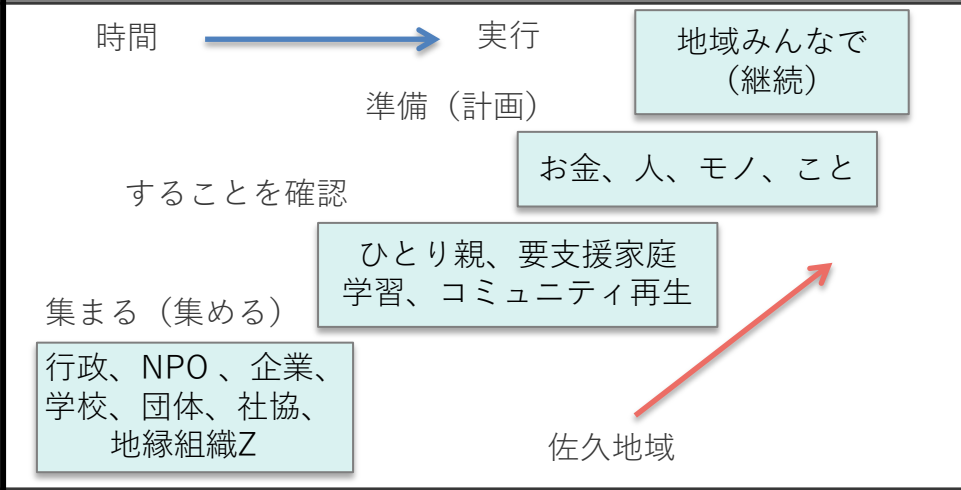 時間
実行
地域みんなで
（継続）
準備（計画）
お金、人、モノ、こと
することを確認
ひとり親、要支援家庭
学習、コミュニティ再生
集まる（集める）
行政、NPO 、企業、
学校、団体、社協、
地縁組織Z
佐久地域